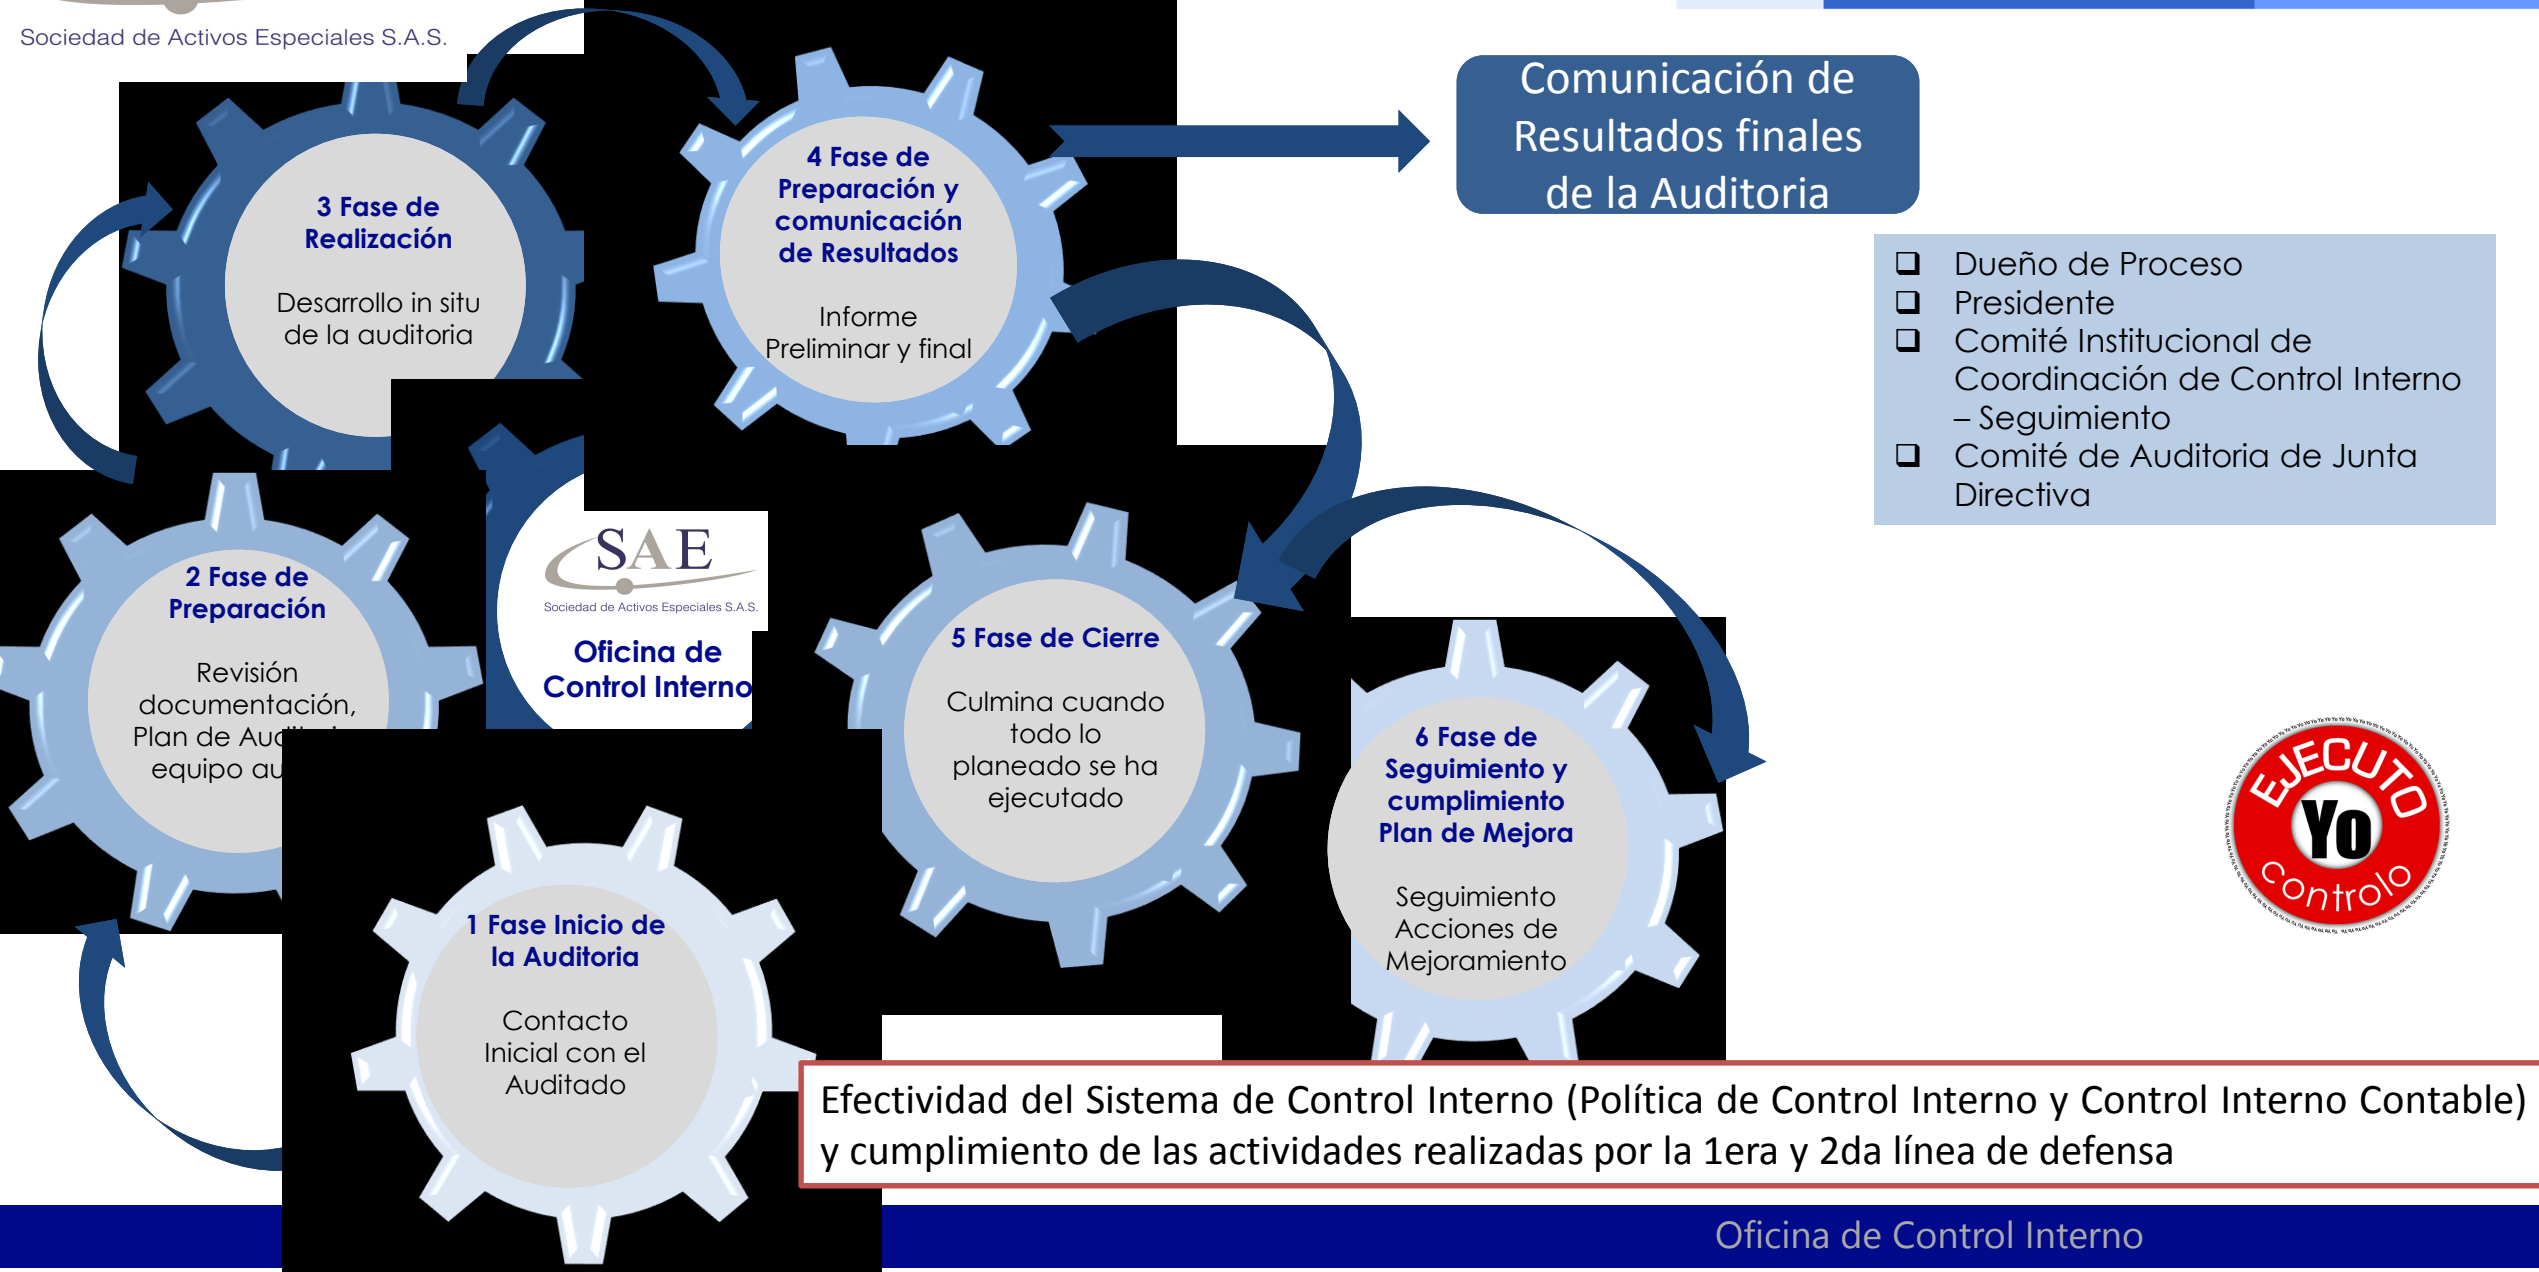 Sociedad de Activos Especiales S.A.S.
Comunicación de
Resultados finales
de la Auditoria
❑ Dueño de Proceso
❑ Presidente
❑ Comité Institucional de
Coordinación de Control Interno
– Seguimiento
❑ Comité de Auditoria de Junta
Directiva
3 Fase de
Realización
Desarrollo in situ
de la auditoria
4 Fase de
Preparación y
comunicación
de Resultados
Informe
Preliminar y final
2 Fase de
Preparación
Revisión
documentación,
Plan de
equipo
SAE
Sociedad de Activos Especiales S.A.S.
Oficina de
Control Interno
5 Fase de Cierre
Culmina cuando
todo lo
planeado se ha
ejecutado
6 Fase de
Seguimiento y
cumplimiento
Plan de Mejora
Seguimiento
Acciones de
Mejoramiento
1 Fase Inicio de
la Auditoria
Contacto
Inicial con el
Auditado
EJECUTO
Yo
controlo
Efectividad del Sistema de Control Interno (Política de Control Interno y Control Interno Contable)
y cumplimiento de las actividades realizadas por la 1era y 2da línea de defensa
Oficina de Control Interno